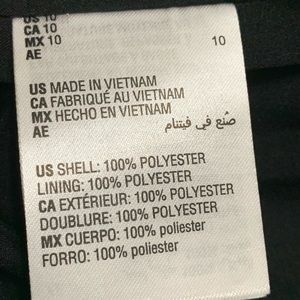 US 10
CA 10
MX 10 10
AE
US MADE IN VIETNAM
CA FABRIQUÉ AU VIETNAM
MX HECHO EN VIETNAM
AE صُنع في فيتنام
US SHELL: 100% POLYESTER
LINING: 100% POLYESTER
CA EXTÉRIEUR: 100% POLYESTER
DOUBLURE: 100% POLYESTER
MX CUERPO: 100% poliester
FORRO: 100% poliester